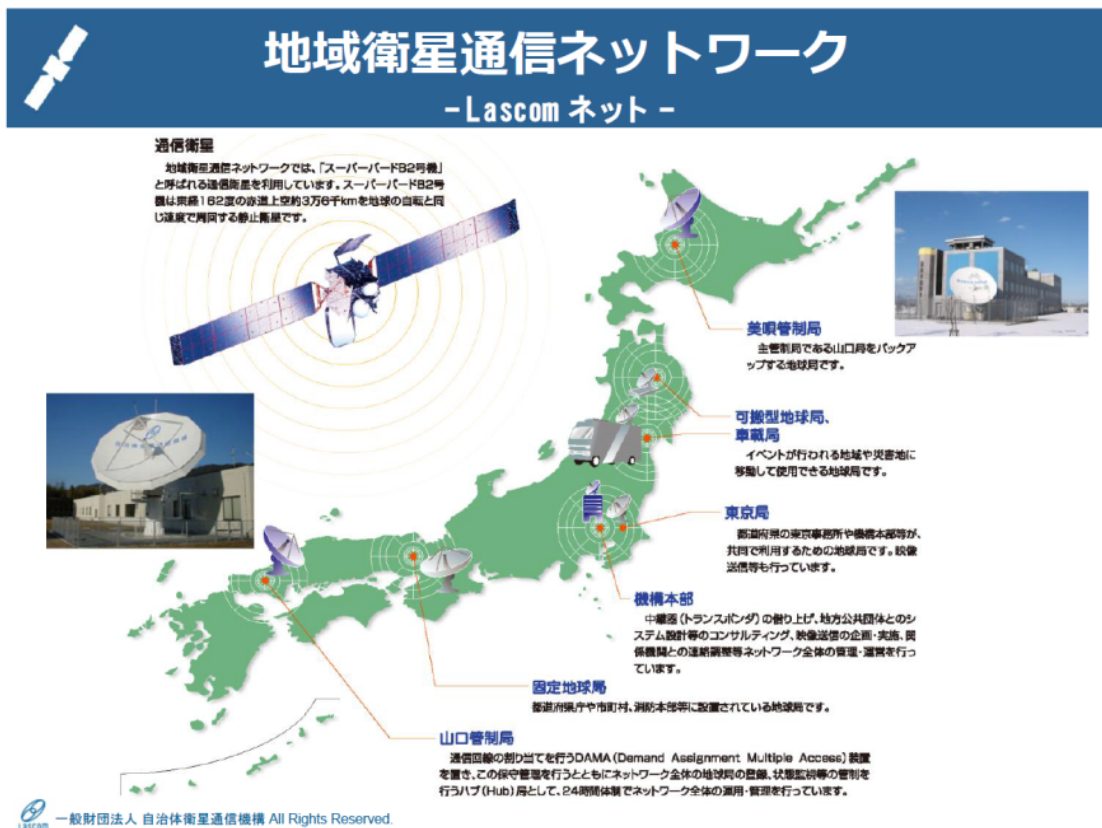 地域衛星通信ネットワーク
-Lascom ネット-
通信衛星
地域衛星通信ネットワークでは、「スーパーバードB2号機」
と呼ばれる通信衛星を利用しています。スーパーバードB2号
機は東経162度の赤道上空約3万6千kmを地球の自転と同
じ速度で周回する静止衛星です。
美唄管制局
主管制局である山口局をバックア
ップする地球局です。
可搬型地球局、
車載局
イベントが行われる地域や災害地に
移動して使用できる地球局です。
東京局
都道府県の東京事務所や機構本部等が、
共同で利用するための地球局です。映像
送信等も行っています。
機構本部
中継器(トランスポンダ)の借り上げ、地方公共団体とのシ
ステム設計等のコンサルティング、映像送信の企画・実施、関
係機関との連絡調整等ネットワーク全体の管理・運営を行っ
ています。
固定地球局
都道府県庁や市町村、消防本部等に設置されている地球局です。
山口管制局
通信回線の割り当てを行うDAMA(Demand Assignment Multiple Access)装置
を置き、この保守管理を行うとともにネットワーク全体の地球局の登録、状態監視等の管制を
行うハブ(Hub)局として、24時間体制でネットワーク全体の運用・管理を行っています。
自治体衛星通信機構
Lascom 一般財団法人 自治体衛星通信機構 All Rights Reserved.